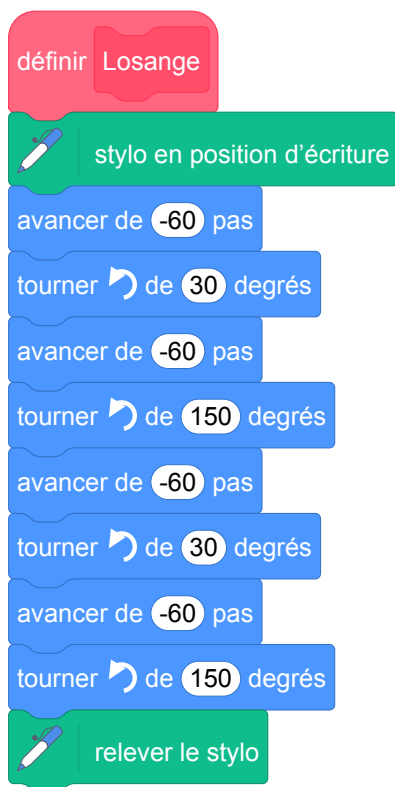 définir Losange
stylo en position d'écriture
avancer de -60 pas
tourner de 30 degrés
avancer de -60 pas
tourner de 150 degrés
avancer de -60 pas
tourner de 30 degrés
avancer de -60 pas
tourner de 150 degrés
relever le stylo